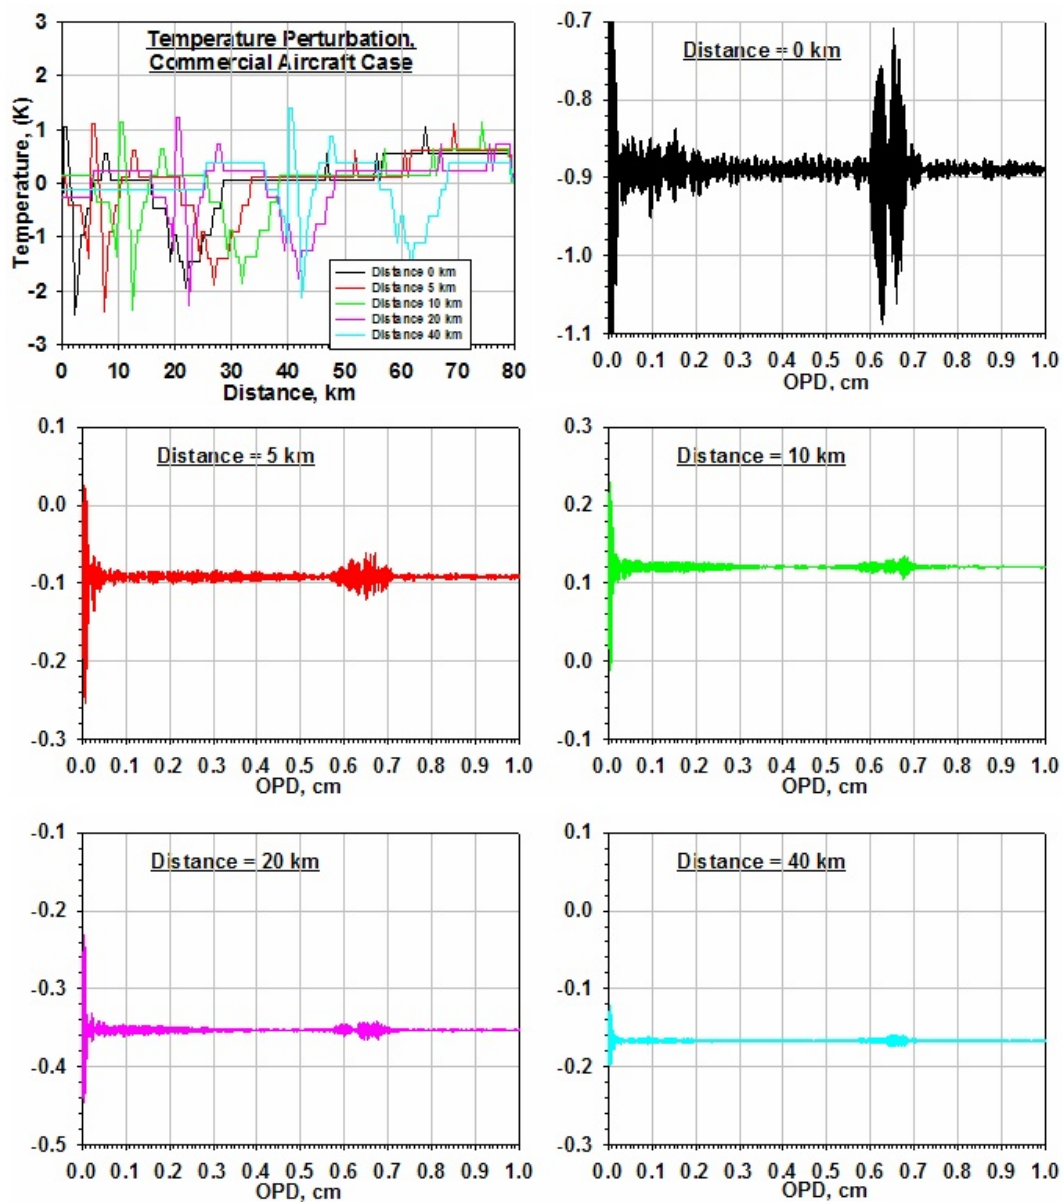 Temperature Perturbation,
Commercial Aircraft Case
Temperature, (K)
3
2
1
0
-1
-2
-3
Distance 0 km
Distance 5 km
Distance 10 km
Distance 20 km
Distance 40 km
0 10 20 30 40 50 60 70 80
Distance, km
Distance = 0 km
-0.7
-0.8
-0.9
-1.0
-1.1
0.0 0.1 0.2 0.3 0.4 0.5 0.6 0.7 0.8 0.9 1.0
OPD, cm
Distance = 5 km
0.1
0.0
-0.1
-0.2
-0.3
0.0 0.1 0.2 0.3 0.4 0.5 0.6 0.7 0.8 0.9 1.0
OPD, cm
Distance = 10 km
0.3
0.2
0.1
0.0
-0.1
0.0 0.1 0.2 0.3 0.4 0.5 0.6 0.7 0.8 0.9 1.0
OPD, cm
Distance = 20 km
-0.1
-0.2
-0.3
-0.4
-0.5
0.0 0.1 0.2 0.3 0.4 0.5 0.6 0.7 0.8 0.9 1.0
OPD, cm
Distance = 40 km
0.1
0.0
-0.1
-0.2
-0.3
0.0 0.1 0.2 0.3 0.4 0.5 0.6 0.7 0.8 0.9 1.0
OPD, cm